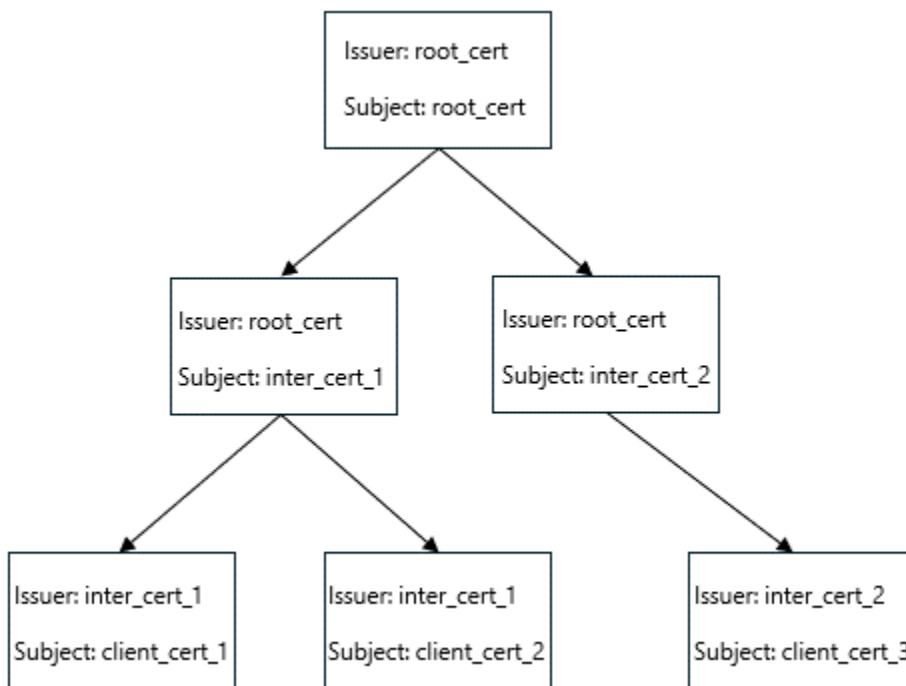 Issuer: root_cert
Subject: root_cert
Issuer: root_cert
Subject: inter_cert_1
Issuer: root_cert
Subject: inter_cert_2
Issuer: inter_cert_1
Subject: client_cert_1
Issuer: inter_cert_1
Subject: client_cert_2
Issuer: inter_cert_2
Subject: client_cert_3